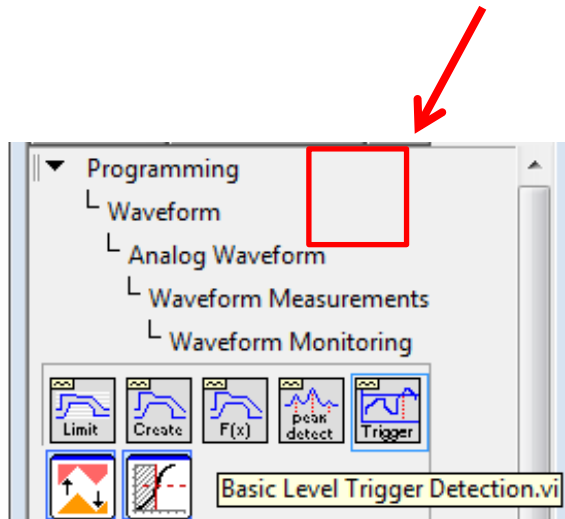 Programming
Waveform
Analog Waveform
Waveform Measurements
Waveform Monitoring
Limit Create F(x) peak detect Trigger
Basic Level Trigger Detection.vi